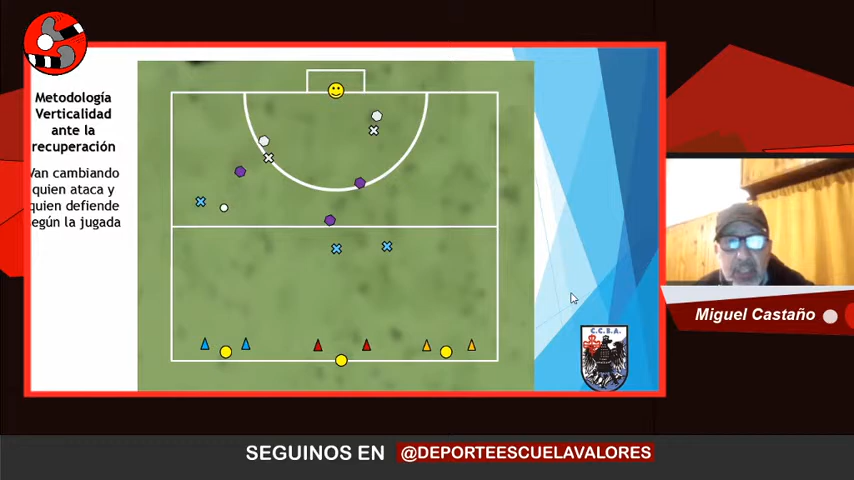 Metodología
Verticalidad
ante la
recuperación
Van cambiando
quien ataca y
quien defiende
según la jugada
C.C.B.A.
Miguel Castaño
SEGUINOS EN @DEPORTEESCUELAVALORES